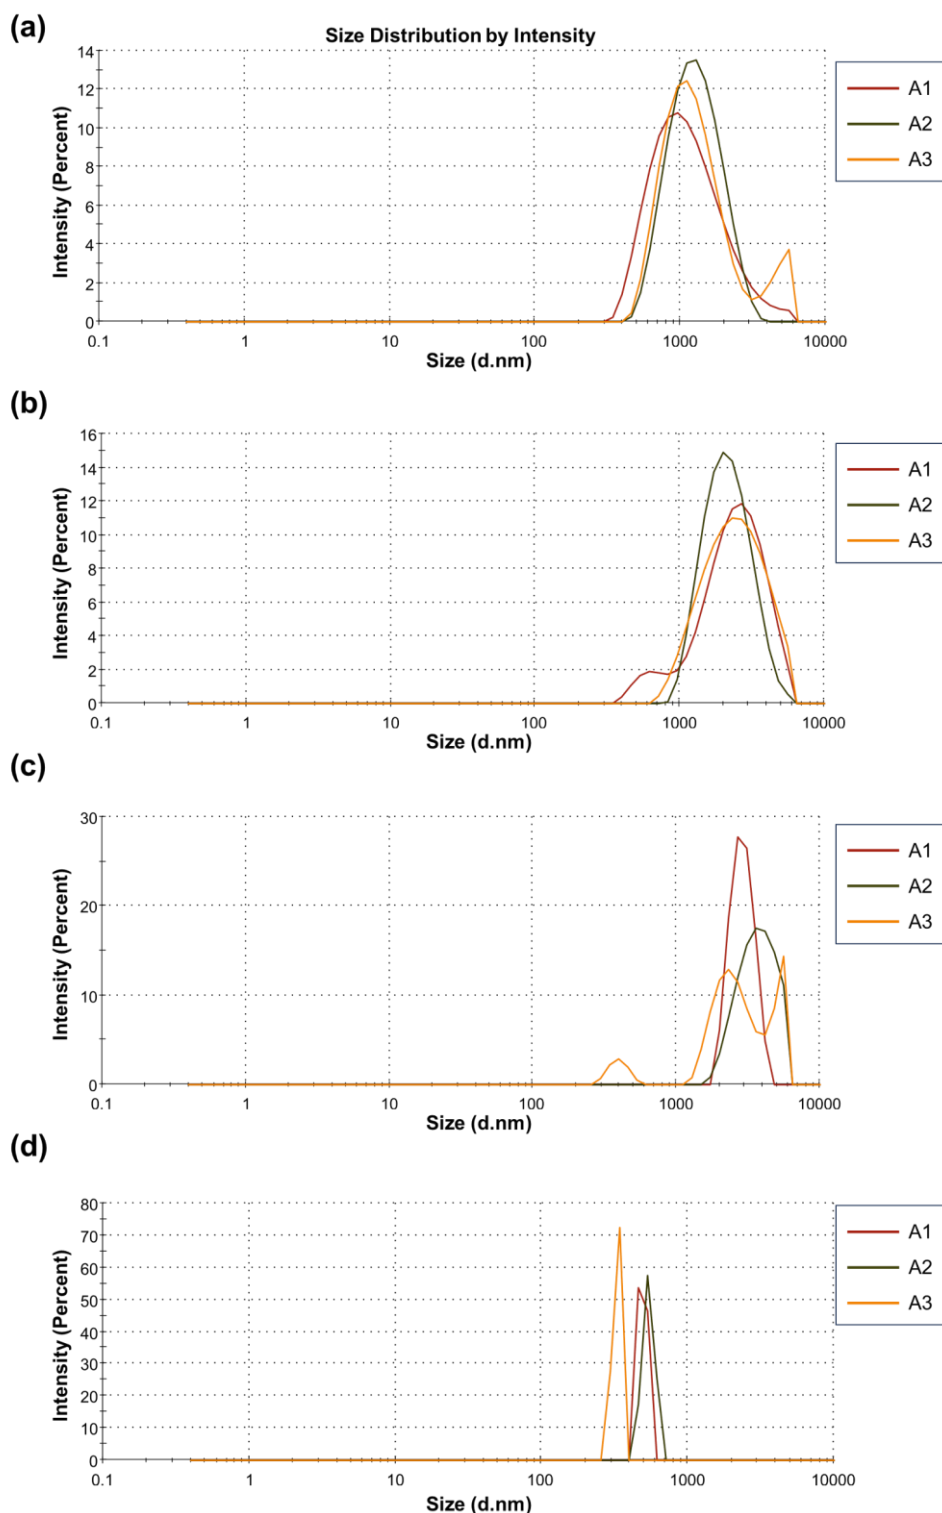 (a)
Size Distribution by Intensity
Intensity (Percent)
14
12
10
8
6
4
2
0
0.1 1 10 100 1000 10000
Size (d.nm)
A1
A2
A3
(b)
Intensity (Percent)
16
14
12
10
8
6
4
2
0
0.1 1 10 100 1000 10000
Size (d.nm)
A1
A2
A3
(c)
Intensity (Percent)
30
20
10
0
0.1 1 10 100 1000 10000
Size (d.nm)
A1
A2
A3
(d)
Intensity (Percent)
80
70
60
50
40
30
20
10
0
0.1 1 10 100 1000 10000
Size (d.nm)
A1
A2
A3